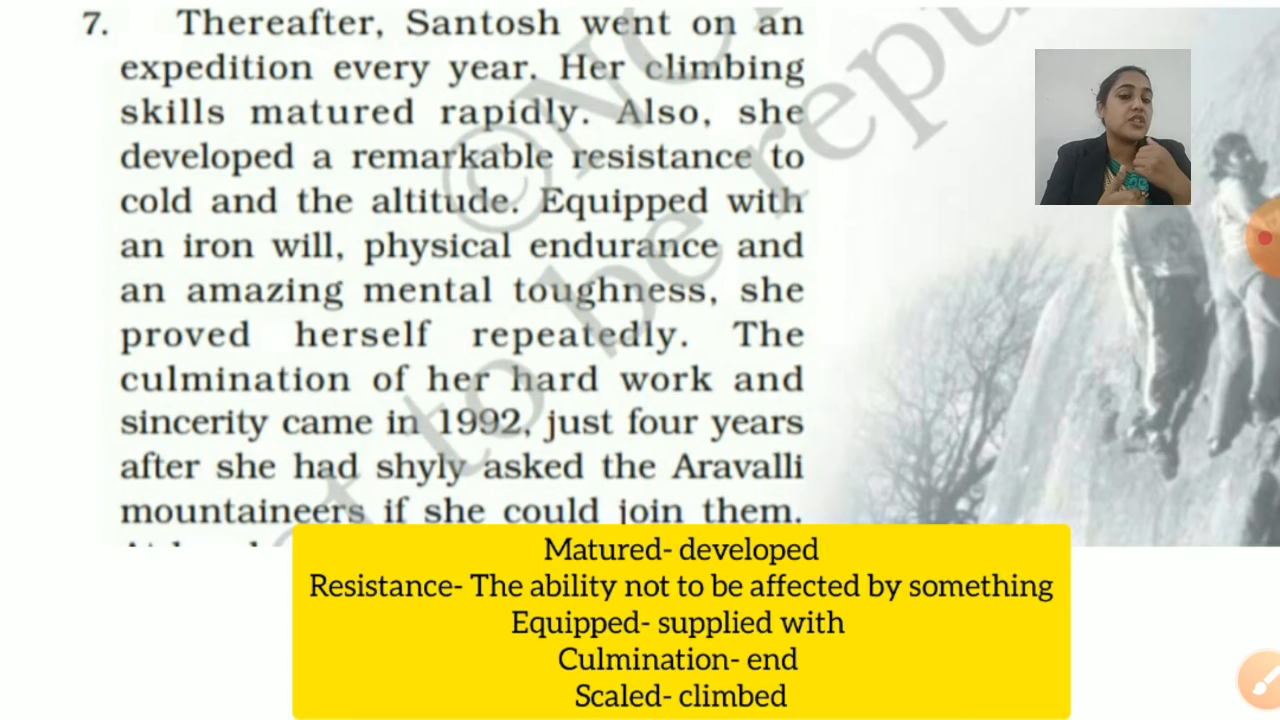 7. Thereafter, Santosh went on an
expedition every year. Her climbing
skills matured rapidly. Also, she
developed a remarkable resistance to
cold and the altitude. Equipped with
an iron will, physical endurance and
an amazing mental toughness, she
proved herself repeatedly. The
culmination of her hard work and
sincerity came in 1992, just four years
after she had shyly asked the Aravalli
mountaineers if she could join them.
Matured- developed
Resistance- The ability not to be affected by something
Equipped- supplied with
Culmination- end
Scaled- climbed